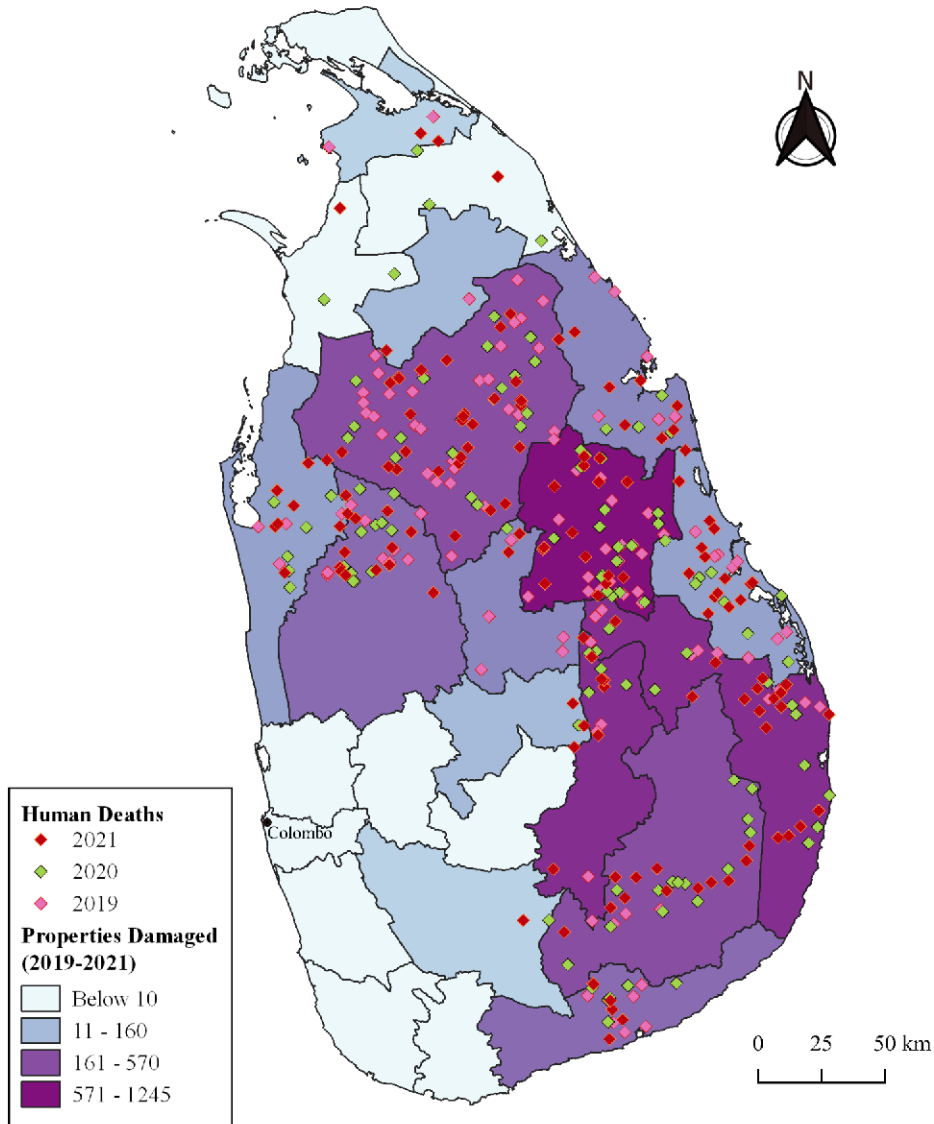 N
Colombo
Human Deaths
2021
2020
2019
Properties Damaged
(2019-2021)
Below 10
11 - 160
161 - 570
571 - 1245
0 25 50 km